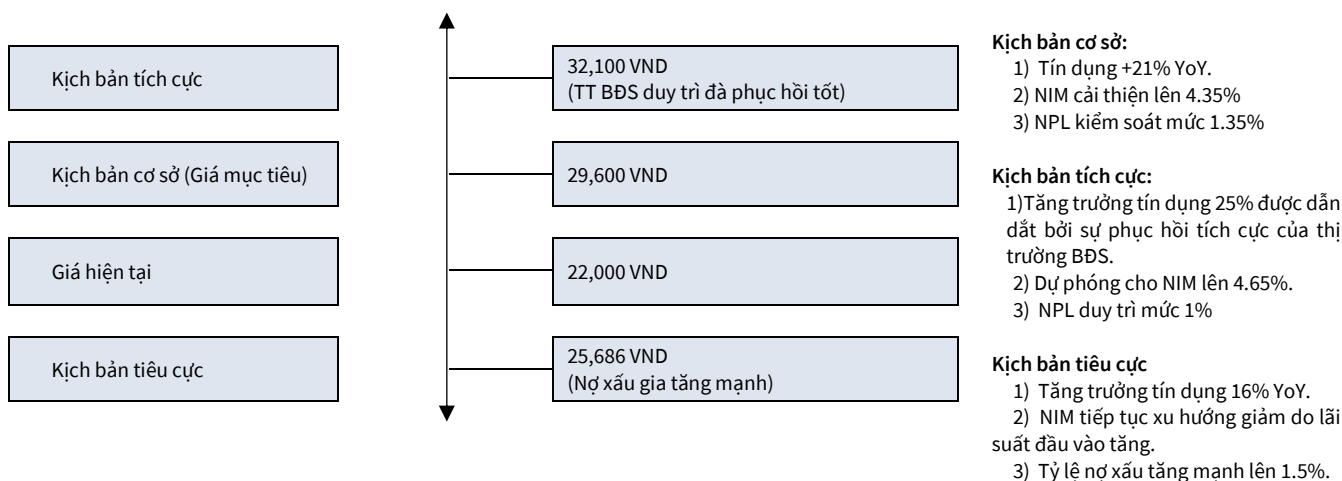 Kịch bản tích cực
32,100 VND
(TT BĐS duy trì đà phục hồi tốt)
Kịch bản cơ sở (Giá mục tiêu)
29,600 VND
Giá hiện tại
22,000 VND
Kịch bản tiêu cực
25,686 VND
(Nợ xấu gia tăng mạnh)
Kịch bản cơ sở:
1) Tín dụng +21% YoY.
2) NIM cải thiện lên 4.35%
3) NPL kiểm soát mức 1.35%
Kịch bản tích cực:
1)Tăng trưởng tín dụng 25% được dẫn
dắt bởi sự phục hồi tích cực của thị
trường BĐS.
2) Dự phóng cho NIM lên 4.65%.
3) NPL duy trì mức 1%
Kịch bản tiêu cực
1) Tăng trưởng tín dụng 16% YoY.
2) NIM tiếp tục xu hướng giảm do lãi
suất đầu vào tăng.
3) Tỷ lệ nợ xấu tăng mạnh lên 1.5%.